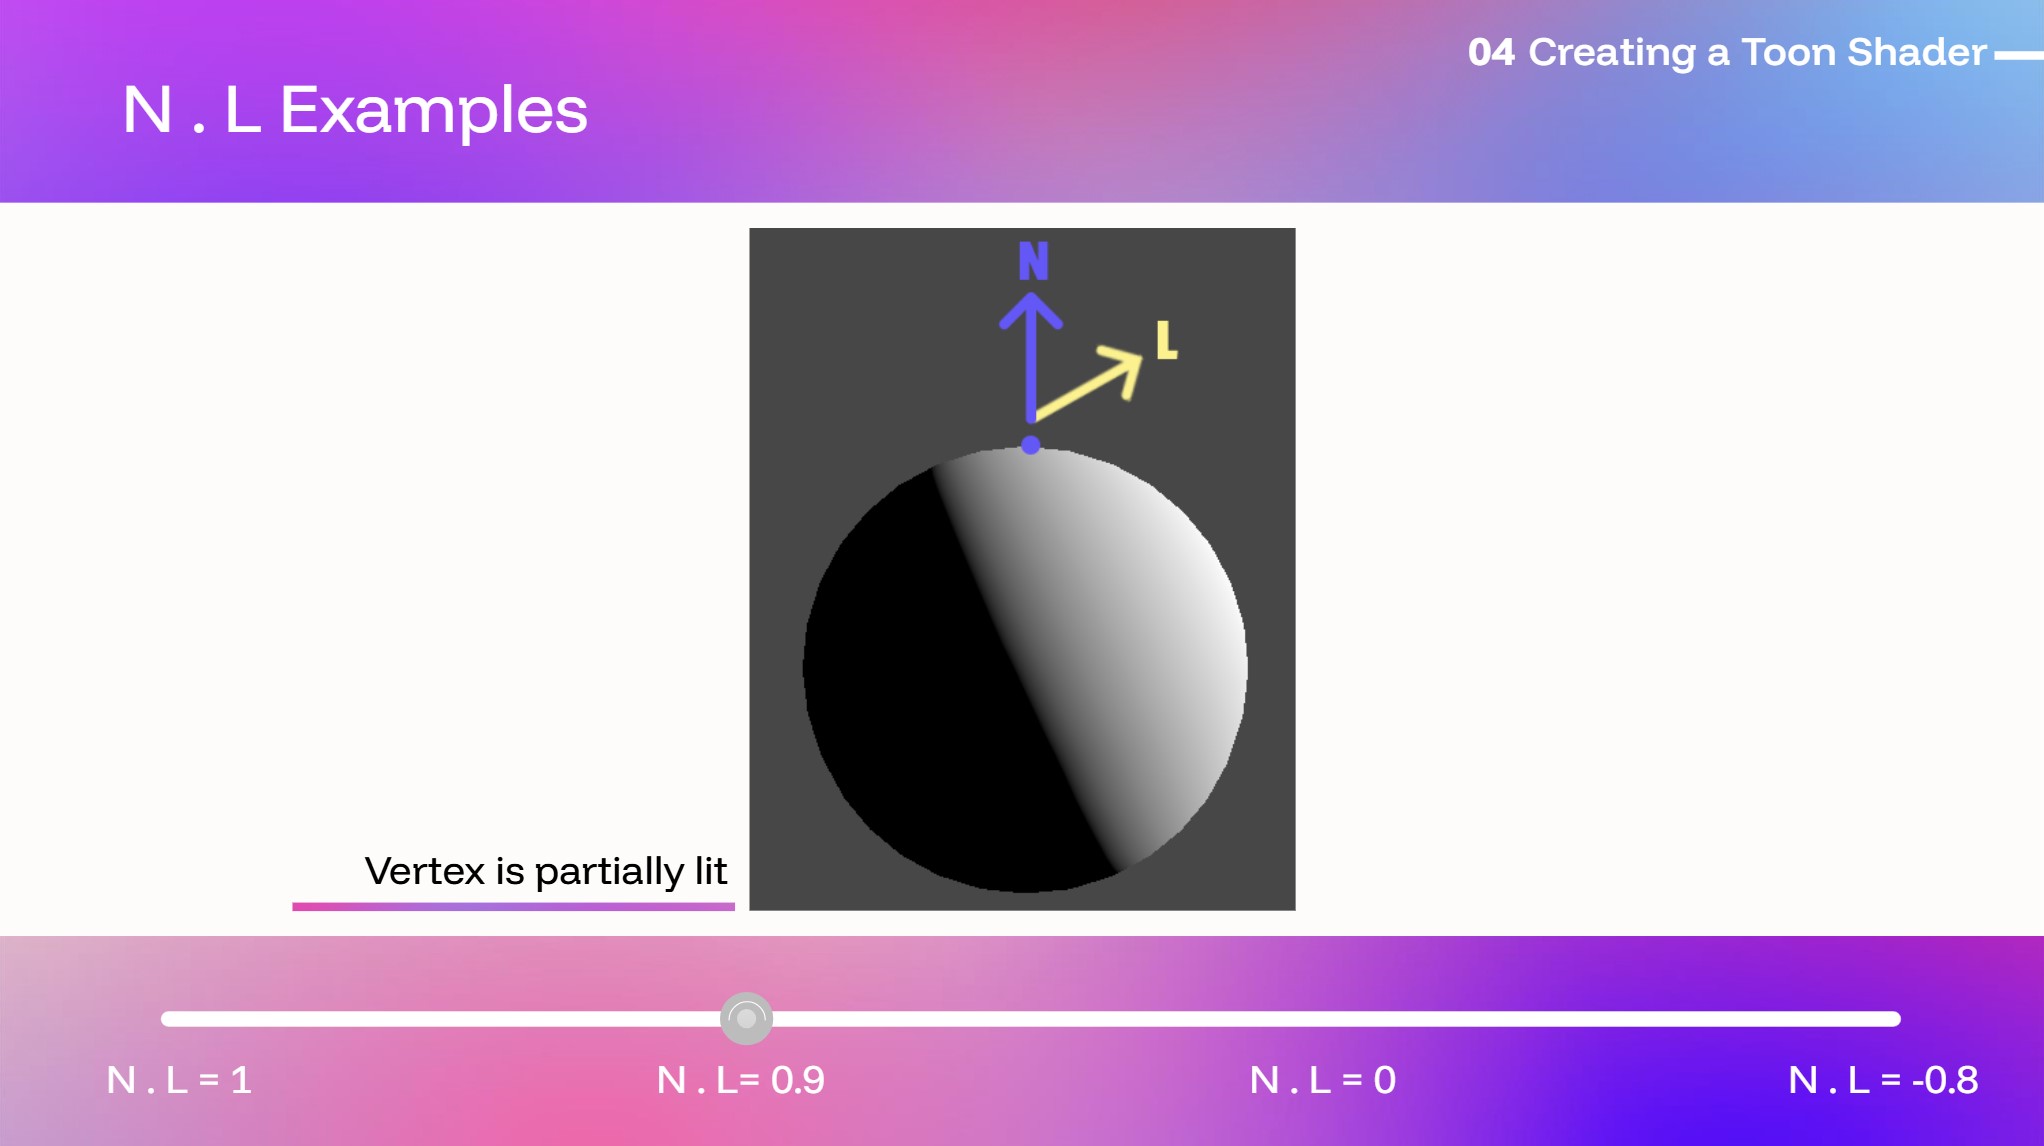 04 Creating a Toon Shader
N . L Examples
N
L
Vertex is partially lit
N . L = 1
N . L= 0.9
N . L = 0
N . L = -0.8